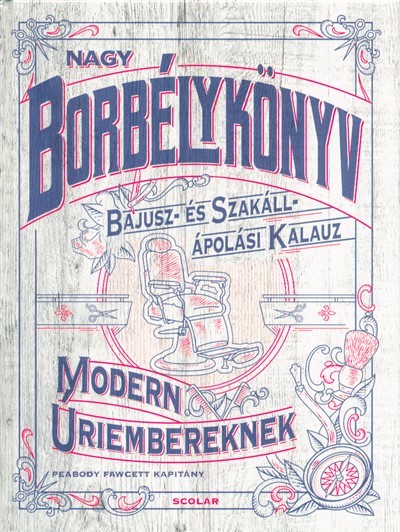 NAGY
BORBÉLYKÖNYV
BAJUSZ- ÉS SZAKÁLL-
ÁPOLÁSI KALAUZ
MODERN
ÚRIEMBEREKNEK
PEABODY FAWCETT KAPITÁNY
SCOLAR